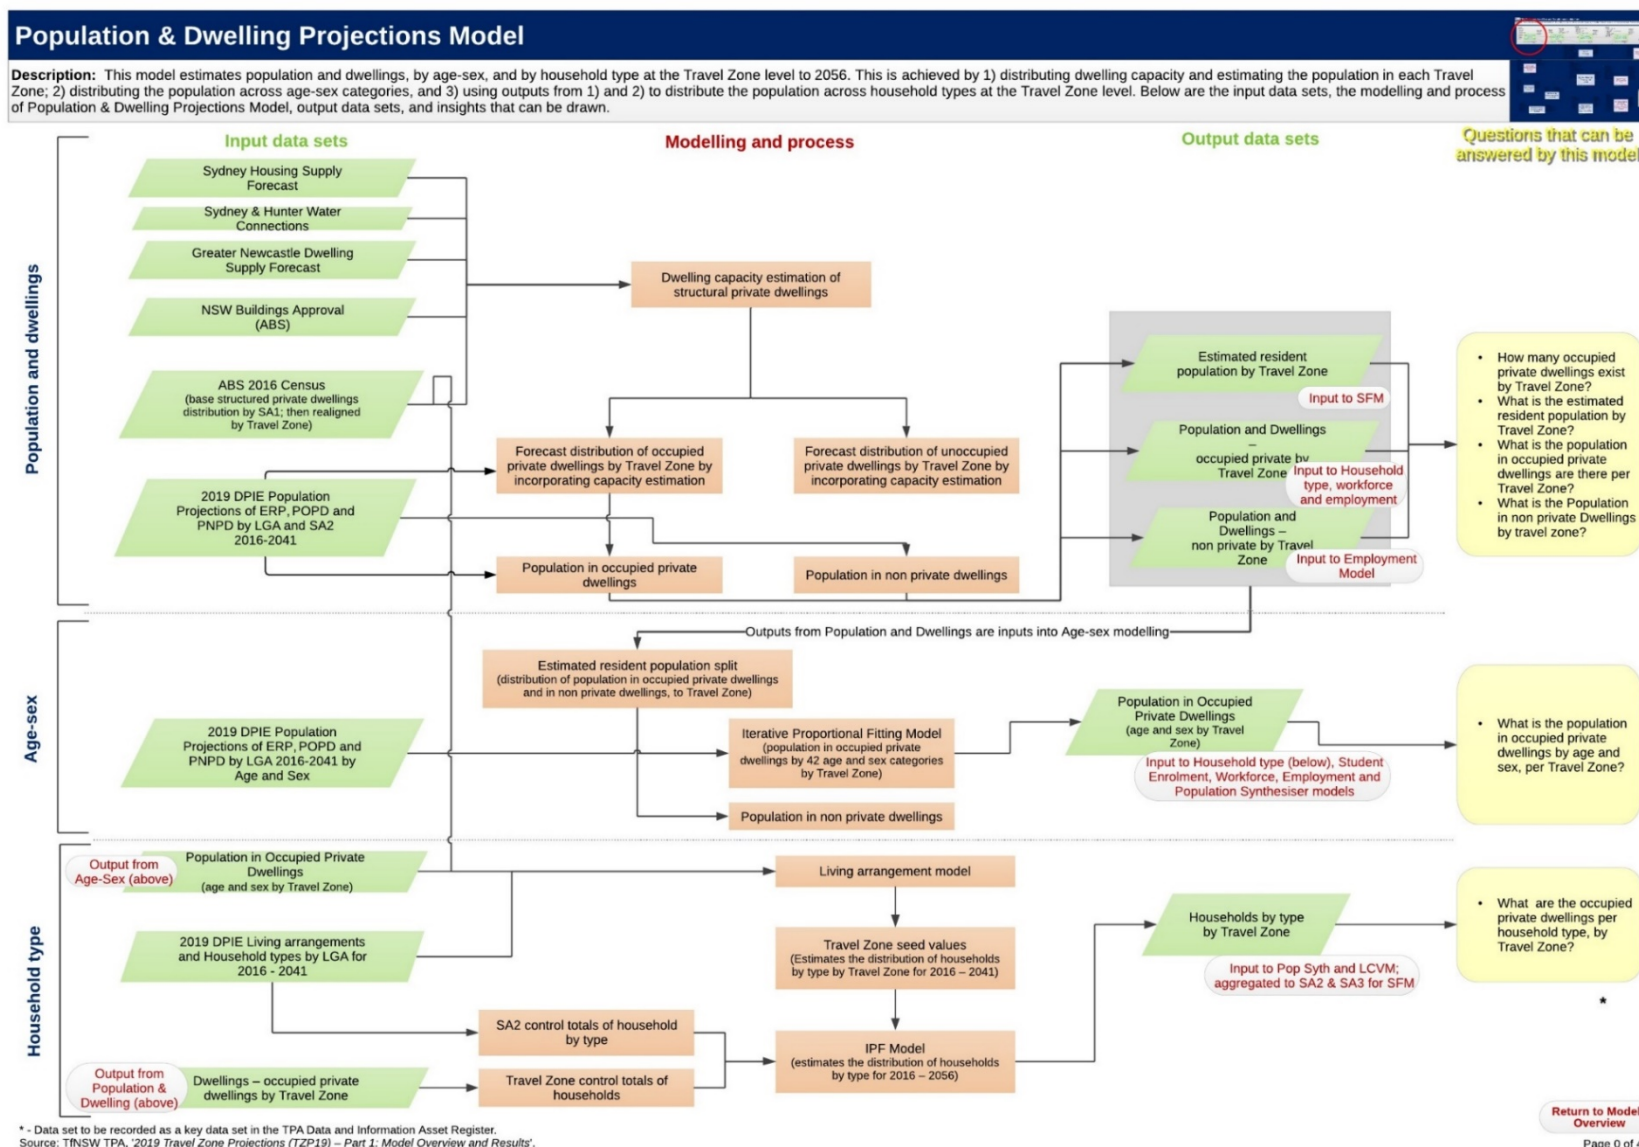 Population & Dwelling Projections Model
Description: This model estimates population and dwellings, by age-sex, and by household type at the Travel Zone level to 2056. This is achieved by 1) distributing dwelling capacity and estimating the population in each Travel
Zone; 2) distributing the population across age-sex categories, and 3) using outputs from 1) and 2) to distribute the population across household types at the Travel Zone level. Below are the input data sets, the modelling and process
of Population & Dwelling Projections Model, output data sets, and insights that can be drawn.
Input data sets
Modelling and process
Output data sets
Questions that can be
answered by this model
Population and dwellings
Sydney Housing Supply
Forecast
Sydney & Hunter Water
Connections
Greater Newcastle Dwelling
Supply Forecast
NSW Buildings Approval
(ABS)
ABS 2016 Census
(base structured private dwellings
distribution by SA1; then realigned
by Travel Zone)
2019 DPIE Population
Projections of ERP, POPD and
PNPD by LGA and SA2
2016-2041
Dwelling capacity estimation of
structural private dwellings
Forecast distribution of occupied
private dwellings by Travel Zone by
incorporating capacity estimation
Forecast distribution of unoccupied
private dwellings by Travel Zone by
incorporating capacity estimation
Population in occupied private
dwellings
Population in non private dwellings
Estimated resident
population by Travel Zone
Input to SFM
Population and Dwellings
–
occupied private by
Travel Zone
Input to Household
type, workforce
and employment
Population and
Dwellings –
non private by Travel
Zone
Input to Employment
Model
• How many occupied
private dwellings exist
by Travel Zone?
• What is the estimated
resident population by
Travel Zone?
• What is the population
in occupied private
dwellings are there per
Travel Zone?
• What is the Population
in non private Dwellings
by travel zone?
Outputs from Population and Dwellings are inputs into Age-sex modelling
Age-sex
2019 DPIE Population
Projections of ERP, POPD and
PNPD by LGA 2016-2041 by
Age and Sex
Estimated resident population split
(distribution of population in occupied private dwellings
and in non private dwellings, to Travel Zone)
Iterative Proportional Fitting Model
(population in occupied private
dwellings by 42 age and sex categories
by Travel Zone)
Population in non private dwellings
Population in Occupied
Private Dwellings
(age and sex by Travel
Zone)
Input to Household type (below), Student
Enrolment, Workforce, Employment and
Population Synthesiser models
• What is the population
in occupied private
dwellings by age and
sex, per Travel Zone?
Household type
Output from
Age-Sex (above)
Population in Occupied Private
Dwellings
(age and sex by Travel Zone)
2019 DPIE Living arrangements
and Household types by LGA for
2016 - 2041
Output from
Population &
Dwelling (above)
Dwellings – occupied private
dwellings by Travel Zone
SA2 control totals of household
by type
Travel Zone control totals of
households
Living arrangement model
Travel Zone seed values
(Estimates the distribution of households
by type by Travel Zone for 2016 – 2041)
IPF Model
(estimates the distribution of households
by type for 2016 – 2056)
Households by type
by Travel Zone
Input to Pop Syth and LCVM;
aggregated to SA2 & SA3 for SFM
• What are the occupied
private dwellings per
household type, by
Travel Zone?
*
Return to Model
Overview
* - Data set to be recorded as a key data set in the TPA Data and Information Asset Register.
Source: TfNSW TPA, '2019 Travel Zone Projections (TZP19) – Part 1: Model Overview and Results'.
Page 0 of 4